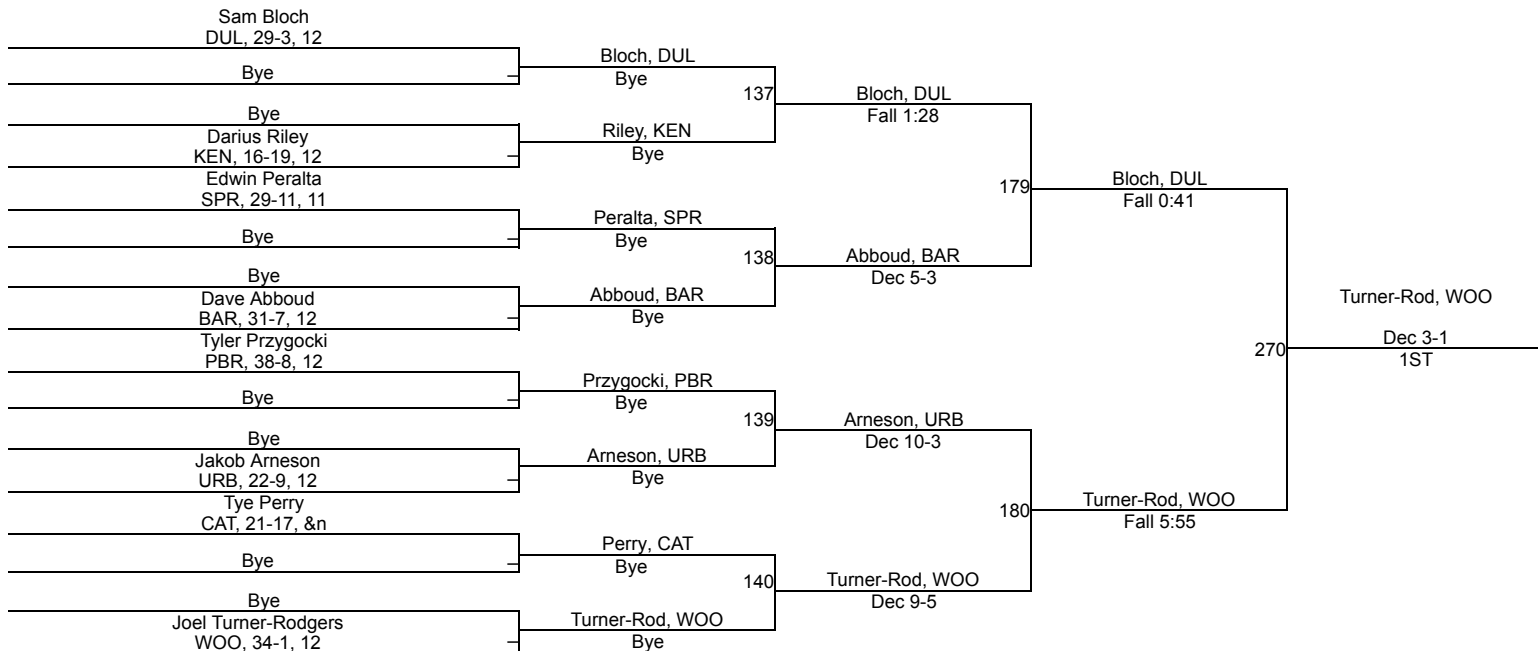 Sam Bloch
DUL, 29-3, 12
Bye
Bye
Darius Riley
KEN, 16-19, 12
Edwin Peralta
SPR, 29-11, 11
Bye
Bye
Dave Abboud
BAR, 31-7, 12
Tyler Przygocki
PBR, 38-8, 12
Bye
Bye
Jakob Arneson
URB, 22-9, 12
Tye Perry
CAT, 21-17, &n
Bye
Bye
Joel Turner-Rodgers
WOO, 34-1, 12
Bloch, DUL
Bye
Riley, KEN
Bye
Peralta, SPR
Bye
Abboud, BAR
Bye
Przygocki, PBR
Bye
Arneson, URB
Bye
Perry, CAT
Bye
Turner-Rod, WOO
Bye
137
138
139
140
Bloch, DUL
Fall 1:28
Abboud, BAR
Dec 5-3
Arneson, URB
Dec 10-3
Turner-Rod, WOO
Dec 9-5
179
180
Bloch, DUL
Fall 0:41
Turner-Rod, WOO
Fall 5:55
270
Turner-Rod, WOO
Dec 3-1
1ST